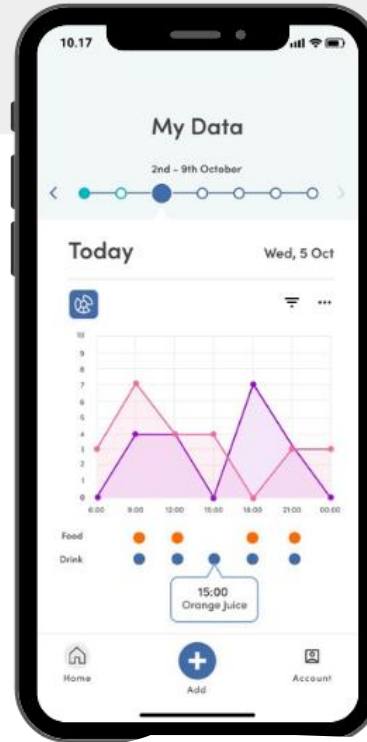 10.17
My Data
2nd - 9th October
Today
Wed, 5 Oct
10
9
8
7
6
5
4
3
2
1
0
6:00 9:00 12:00 15:00 18:00 21:00 00:00
Food
Drink
15:00
Orange Juice
Home
Add
Account